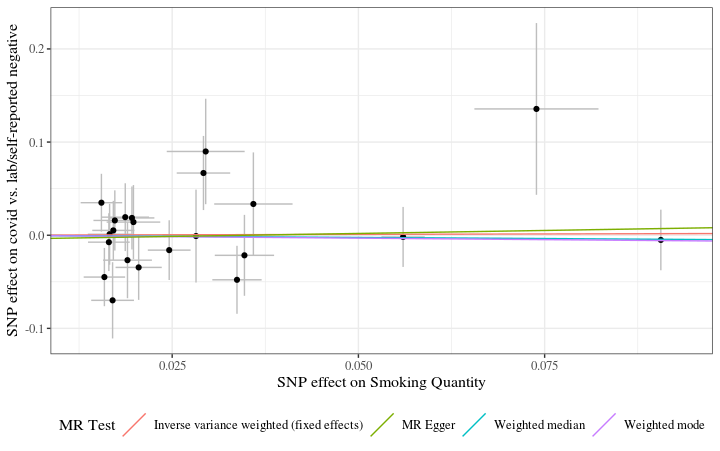 SNP effect on covid vs. lab/self-reported negative
0.2
0.1
0.0
-0.1
0.025 0.050 0.075
SNP effect on Smoking Quantity
MR Test Inverse variance weighted (fixed effects) MR Egger Weighted median Weighted mode